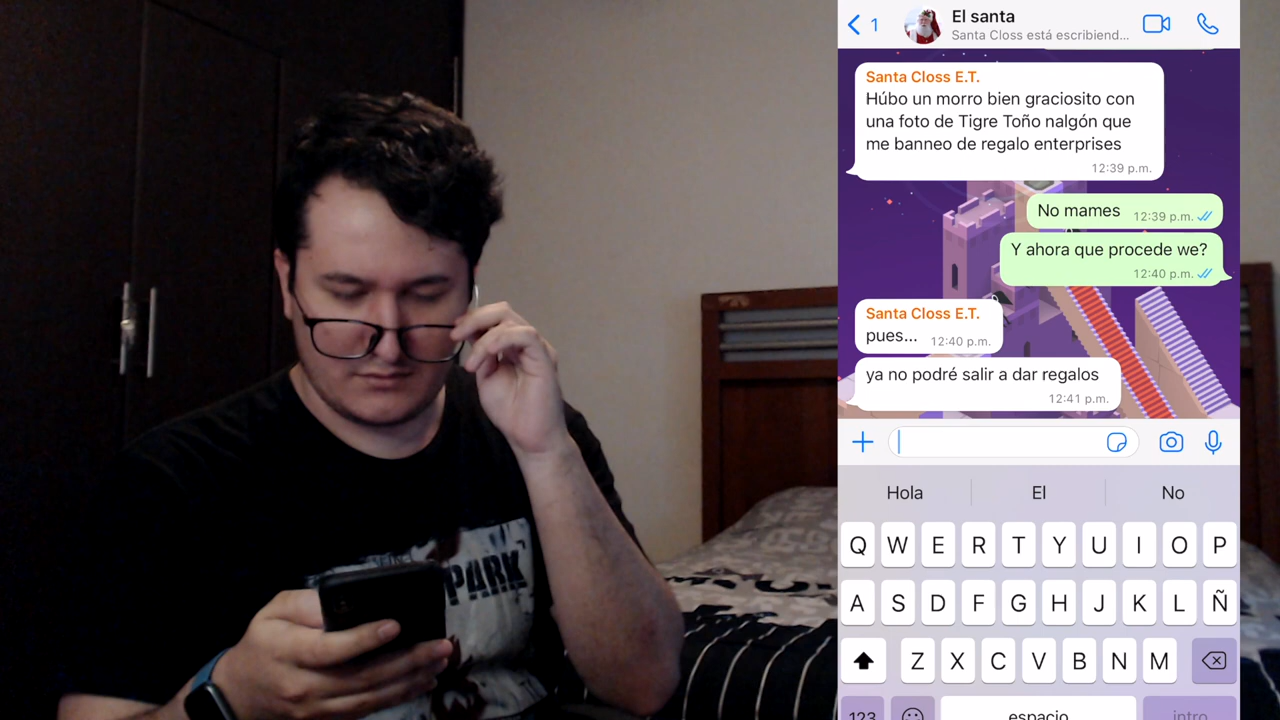 1
El santa
Santa Closs está escribiend...
Santa Closs E.T.
Húbo un morro bien graciosito con
una foto de Tigre Toño nalgón que
me banneo de regalo enterprises
12:39 p.m.
No mames 12:39 p.m.
Y ahora que procede we?
12:40 p.m.
Santa Closs E.T.
pues... 12:40 p.m.
ya no podré salir a dar regalos
12:41 p.m.
Hola El No
Q W E R T Y U I O P
A S D F G H J K L Ñ
Z X C V B N M
123 espacio intro
PARK